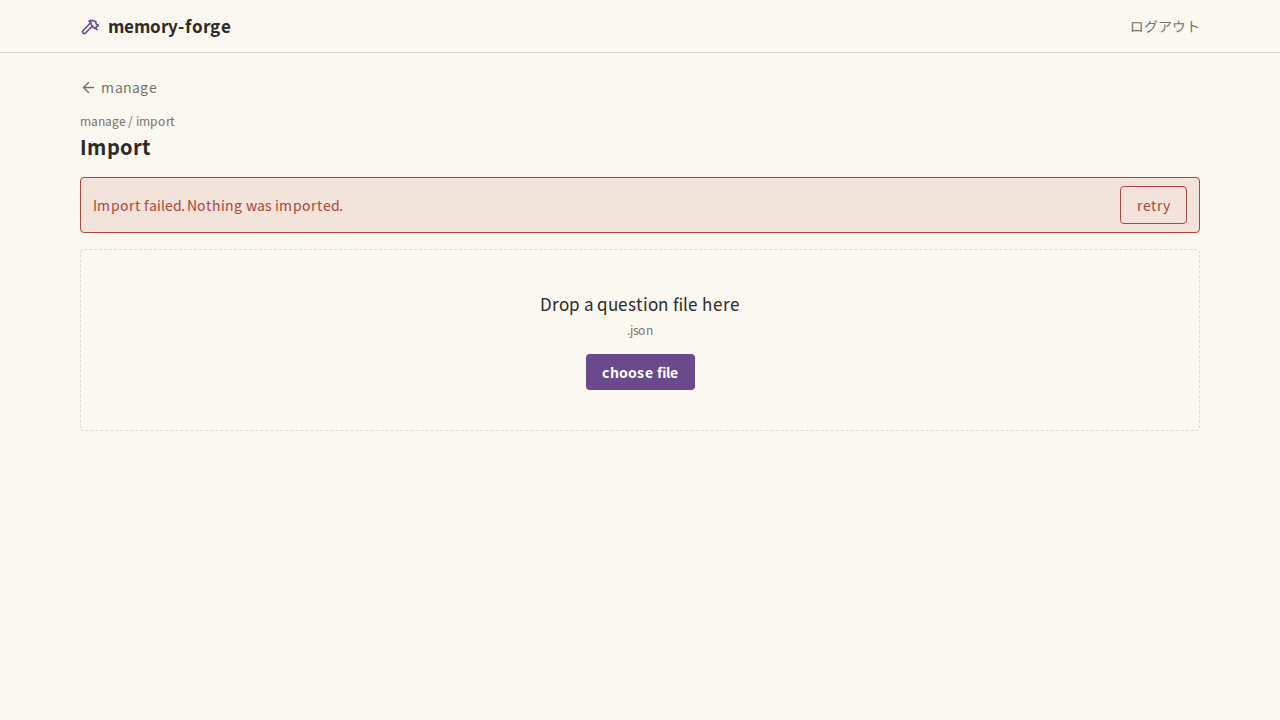 memory-forge
ログアウト
manage
manage / import
Import
Import failed. Nothing was imported.
retry
Drop a question file here
.json
choose file